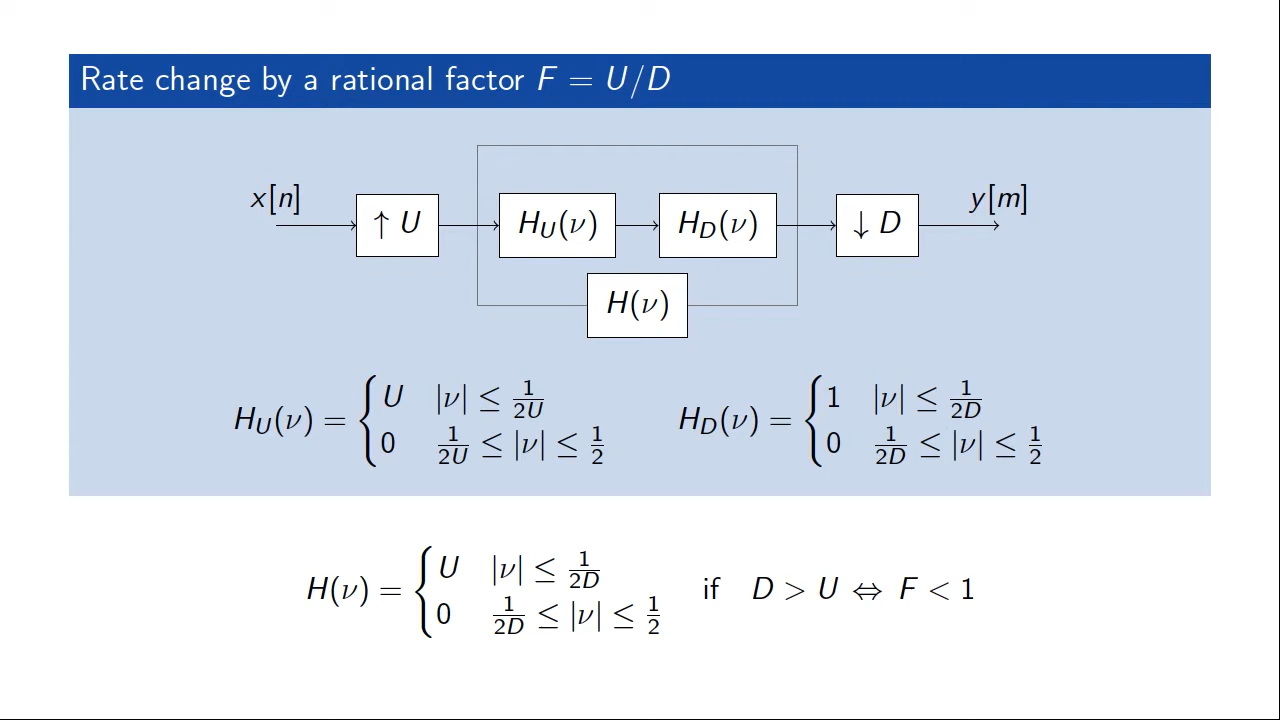 Rate change by a rational factor F = U/D
x[n] ↑ U H_U(ν) H_D(ν) ↓ D y[m]
H(ν)
H_U(ν) = { U |ν| ≤ 1/2U
0 1/2U ≤ |ν| ≤ 1/2
H_D(ν) = { 1 |ν| ≤ 1/2D
0 1/2D ≤ |ν| ≤ 1/2
H(ν) = { U |ν| ≤ 1/2D
0 1/2D ≤ |ν| ≤ 1/2
if D > U ⇔ F < 1